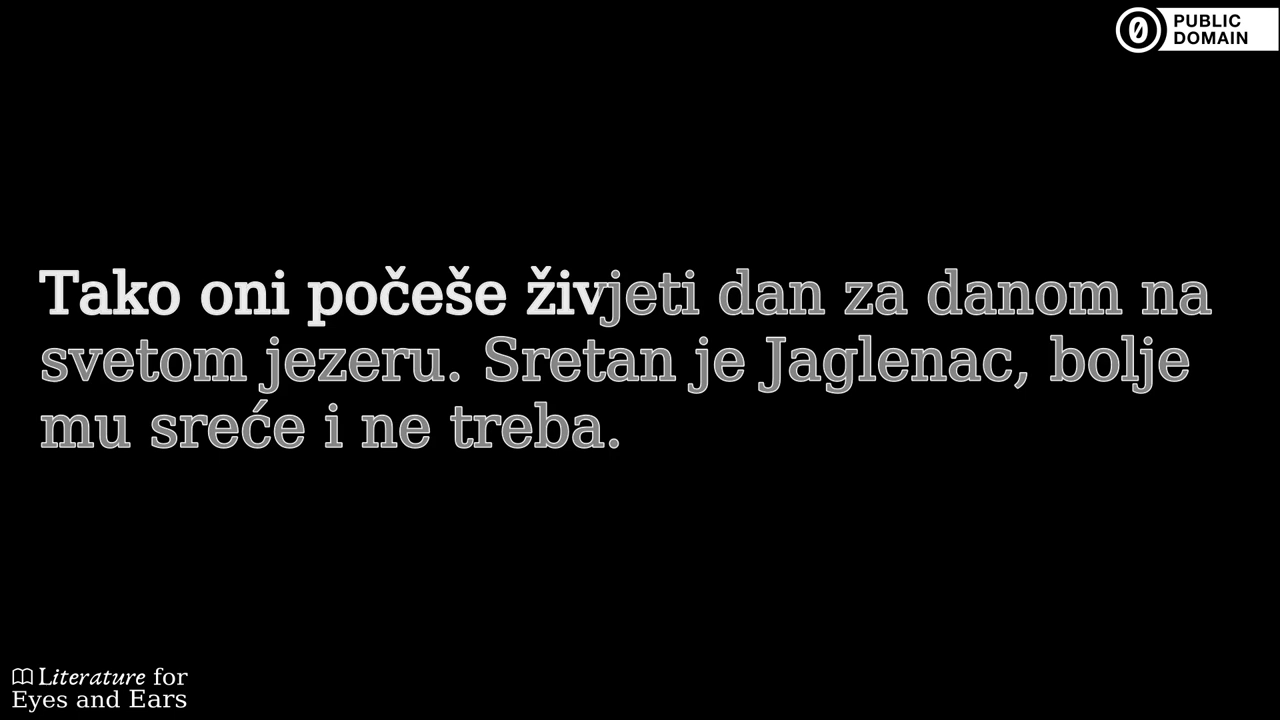 PUBLIC
DOMAIN
Tako oni počeše živjeti dan za danom na
svetom jezeru. Sretan je Jaglenac, bolje
mu sreće i ne treba.
Literature for
Eyes and Ears